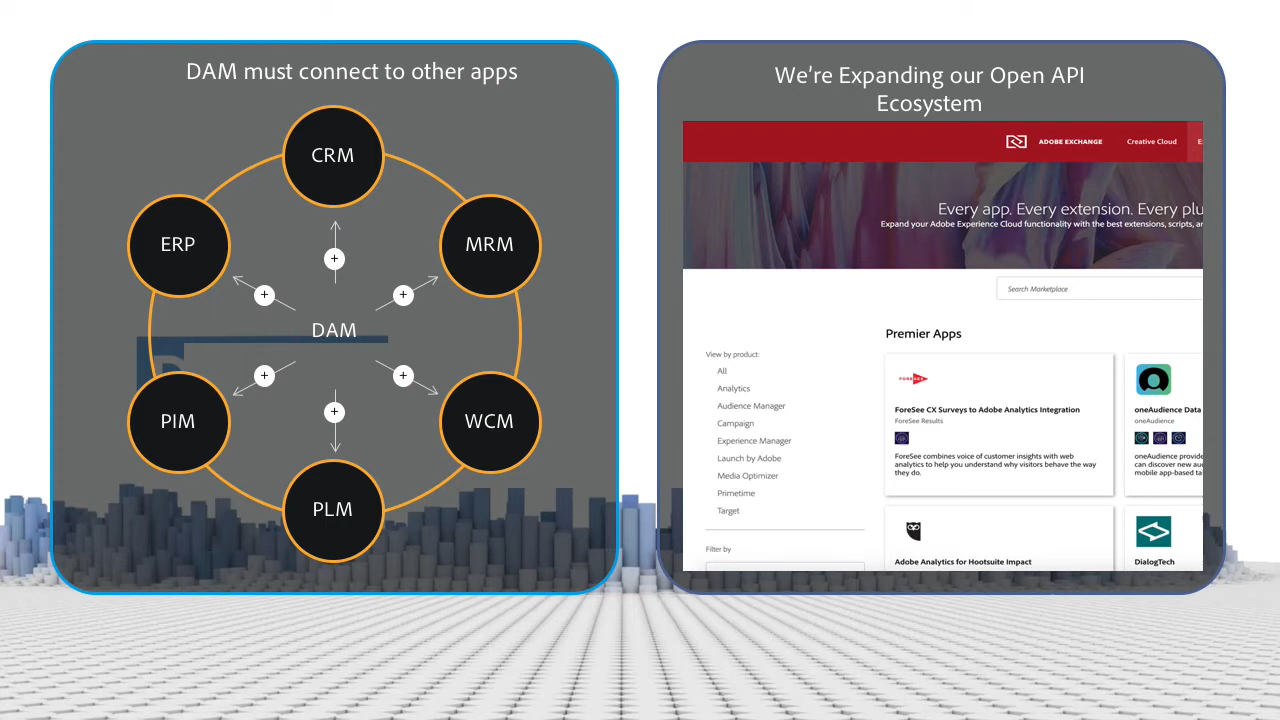 DAM must connect to other apps
CRM
ERP
MRM
+
+
+
DAM
+
+
+
PIM
WCM
PLM
We're Expanding our Open API
Ecosystem
ADOBE EXCHANGE
Creative Cloud
E
Every app. Every extension. Every plu
Expand your Adobe Experience Cloud functionality with the best extensions, scripts, an
Search Marketplace
Premier Apps
View by product:
All
Analytics
Audience Manager
Campaign
Experience Manager
Launch by Adobe
Media Optimizer
Primetime
Target
Filter by
FORESEE
ForeSee CX Surveys to Adobe Analytics Integration
ForeSee Results
ForeSee combines voice of customer insights with web
analytics to help you understand why visitors behave the way
they do.
oneAudience Data
oneAudience
oneAudience provide
can discover new au
mobile app-based ta
Adobe Analytics for Hootsuite Impact
DialogTech